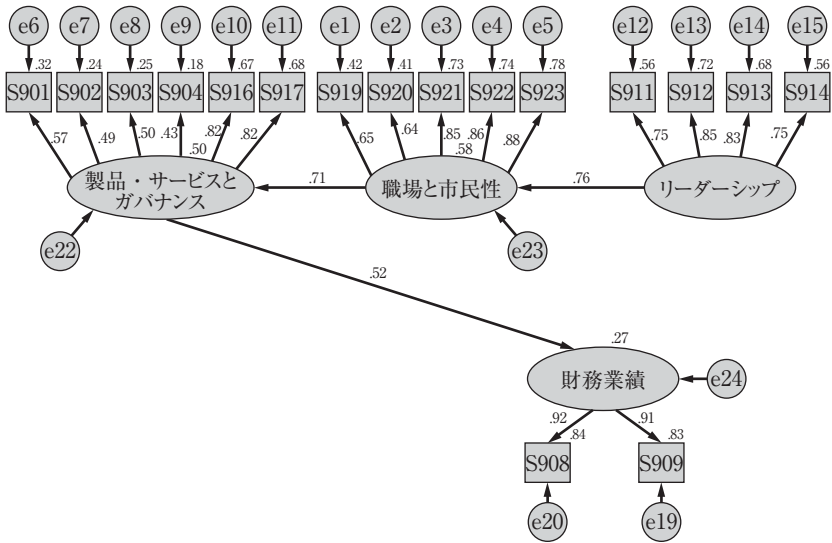 e6 e7 e8 e9 e10 e11 e1 e2 e3 e4 e5 e12 e13 e14 e15
.32 .24 .25 .18 .67 .68 .42 .41 .73 .74 .78 .56 .72 .68 .56
S901 S902 S903 S904 S916 S917 S919 S920 S921 S922 S923 S911 S912 S913 S914
.57 .49 .50 .43 .82 .82 .65 .64 .85 .86 .88 .75 .85 .83 .75
.50 .58
製品・サービスと
ガバナンス
.71
職場と市民性
.76
リーダーシップ
e22 e23
.52
.27
財務業績
e24
.92 .91
.84 .83
S908 S909
e20 e19